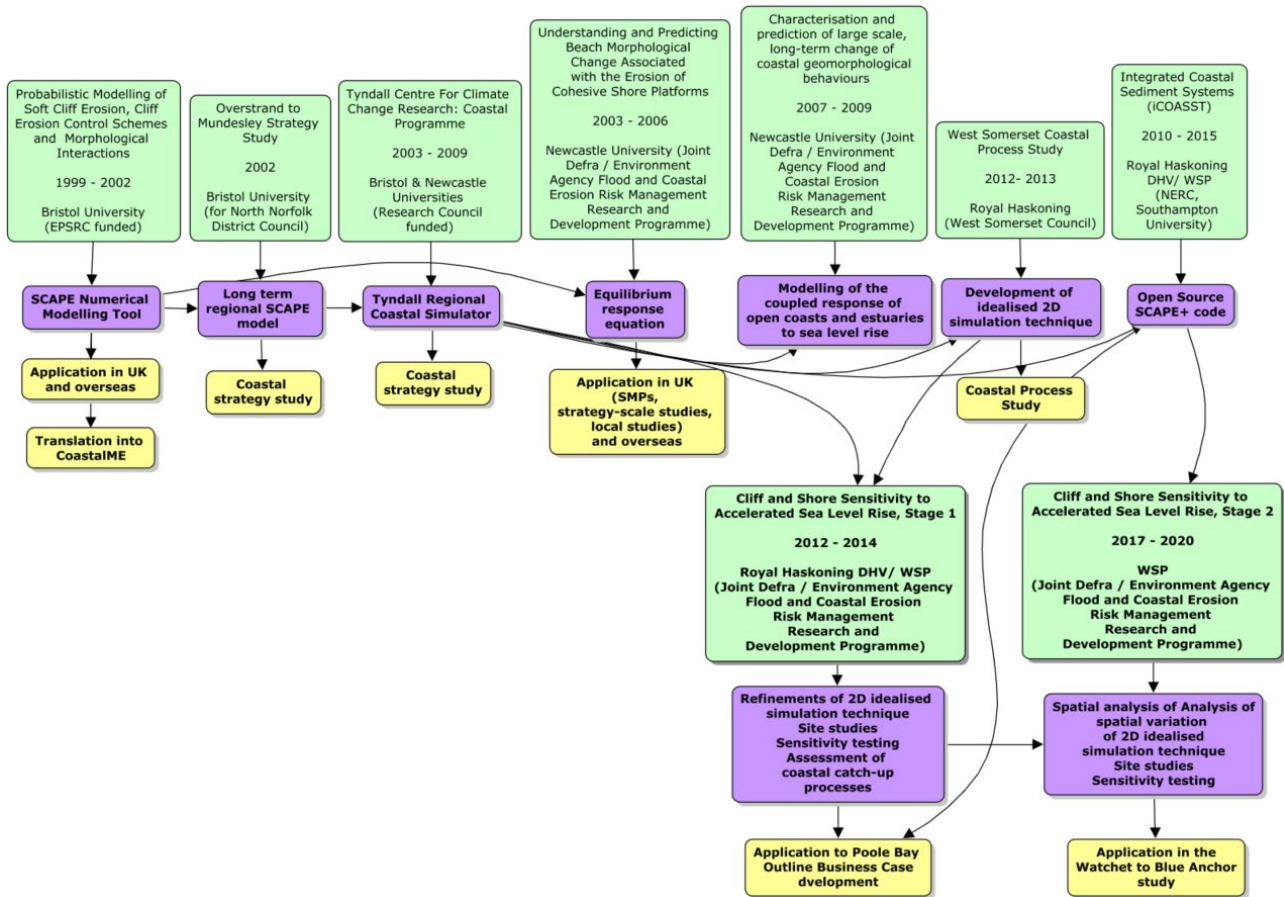 Probabilistic Modelling of
Soft Cliff Erosion, Cliff
Erosion Control Schemes
and Morphological
Interactions
1999 - 2002
Bristol University
(EPSRC funded)
Overstrand to
Mundesley Strategy
Study
2002
Bristol University
(for North Norfolk
District Council)
Tyndall Centre For Climate
Change Research: Coastal
Programme
2003 - 2009
Bristol & Newcastle
Universities
(Research Council
funded)
Understanding and Predicting
Beach Morphological
Change Associated
with the Erosion of
Cohesive Shore Platforms
2003 - 2006
Newcastle University (Joint
Defra / Environment
Agency Flood and Coastal
Erosion Risk Management
Research and
Development Programme)
Characterisation and
prediction of large scale,
long-term change of
coastal geomorphological
behaviours
2007 - 2009
Newcastle University (Joint
Defra / Environment
Agency Flood and
Coastal Erosion
Risk Management
Research and
Development Programme)
West Somerset Coastal
Process Study
2012- 2013
Royal Haskoning
(West Somerset Council)
Integrated Coastal
Sediment Systems
(iCOASST)
2010 - 2015
Royal Haskoning
DHV/ WSP
(NERC,
Southampton
University)
SCAPE Numerical
Modelling Tool
Long term
regional SCAPE
model
Tyndall Regional
Coastal Simulator
Equilibrium
response
equation
Modelling of the
coupled response of
open coasts and estuaries
to sea level rise
Development of
idealised 2D
simulation technique
Open Source
SCAPE+ code
Application in UK
and overseas
Coastal
strategy study
Coastal
strategy study
Application in UK
(SMPs,
strategy-scale studies,
local studies)
and overseas
Coastal Process
Study
Translation into
CoastalME
Cliff and Shore Sensitivity to
Accelerated Sea Level Rise, Stage 1
2012 - 2014
Royal Haskoning DHV/ WSP
(Joint Defra / Environment Agency
Flood and Coastal Erosion
Risk Management
Research and
Development Programme)
Cliff and Shore Sensitivity to
Accelerated Sea Level Rise, Stage 2
2017 - 2020
WSP
(Joint Defra / Environment Agency
Flood and Coastal Erosion
Risk Management
Research and
Development Programme)
Refinements of 2D idealised
simulation technique
Site studies
Sensitivity testing
Assessment of
coastal catch-up
processes
Spatial analysis of Analysis of
spatial variation
of 2D idealised
simulation technique
Site studies
Sensitivity testing
Application to Poole Bay
Outline Business Case
dvelopment
Application in the
Watchet to Blue Anchor
study